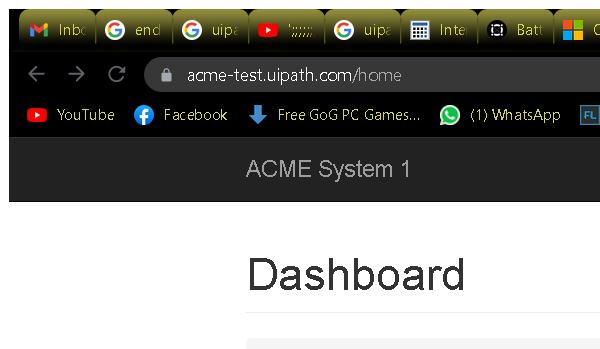 Inbo end uipa ';;;;;; uipa Inte Batt C
acme-test.uipath.com/home
YouTube Facebook Free GoG PC Games... (1) WhatsApp FL
ACME System 1
Dashboard